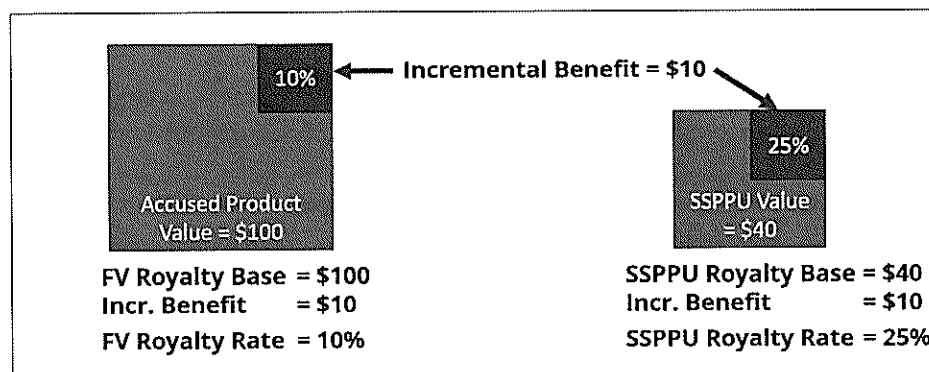 10%
Incremental Benefit = $10
25%
Accused Product
Value = $100
SSPPU Value
= $40
FV Royalty Base = $100
Incr. Benefit = $10
FV Royalty Rate = 10%
SSPPU Royalty Base = $40
Incr. Benefit = $10
SSPPU Royalty Rate = 25%